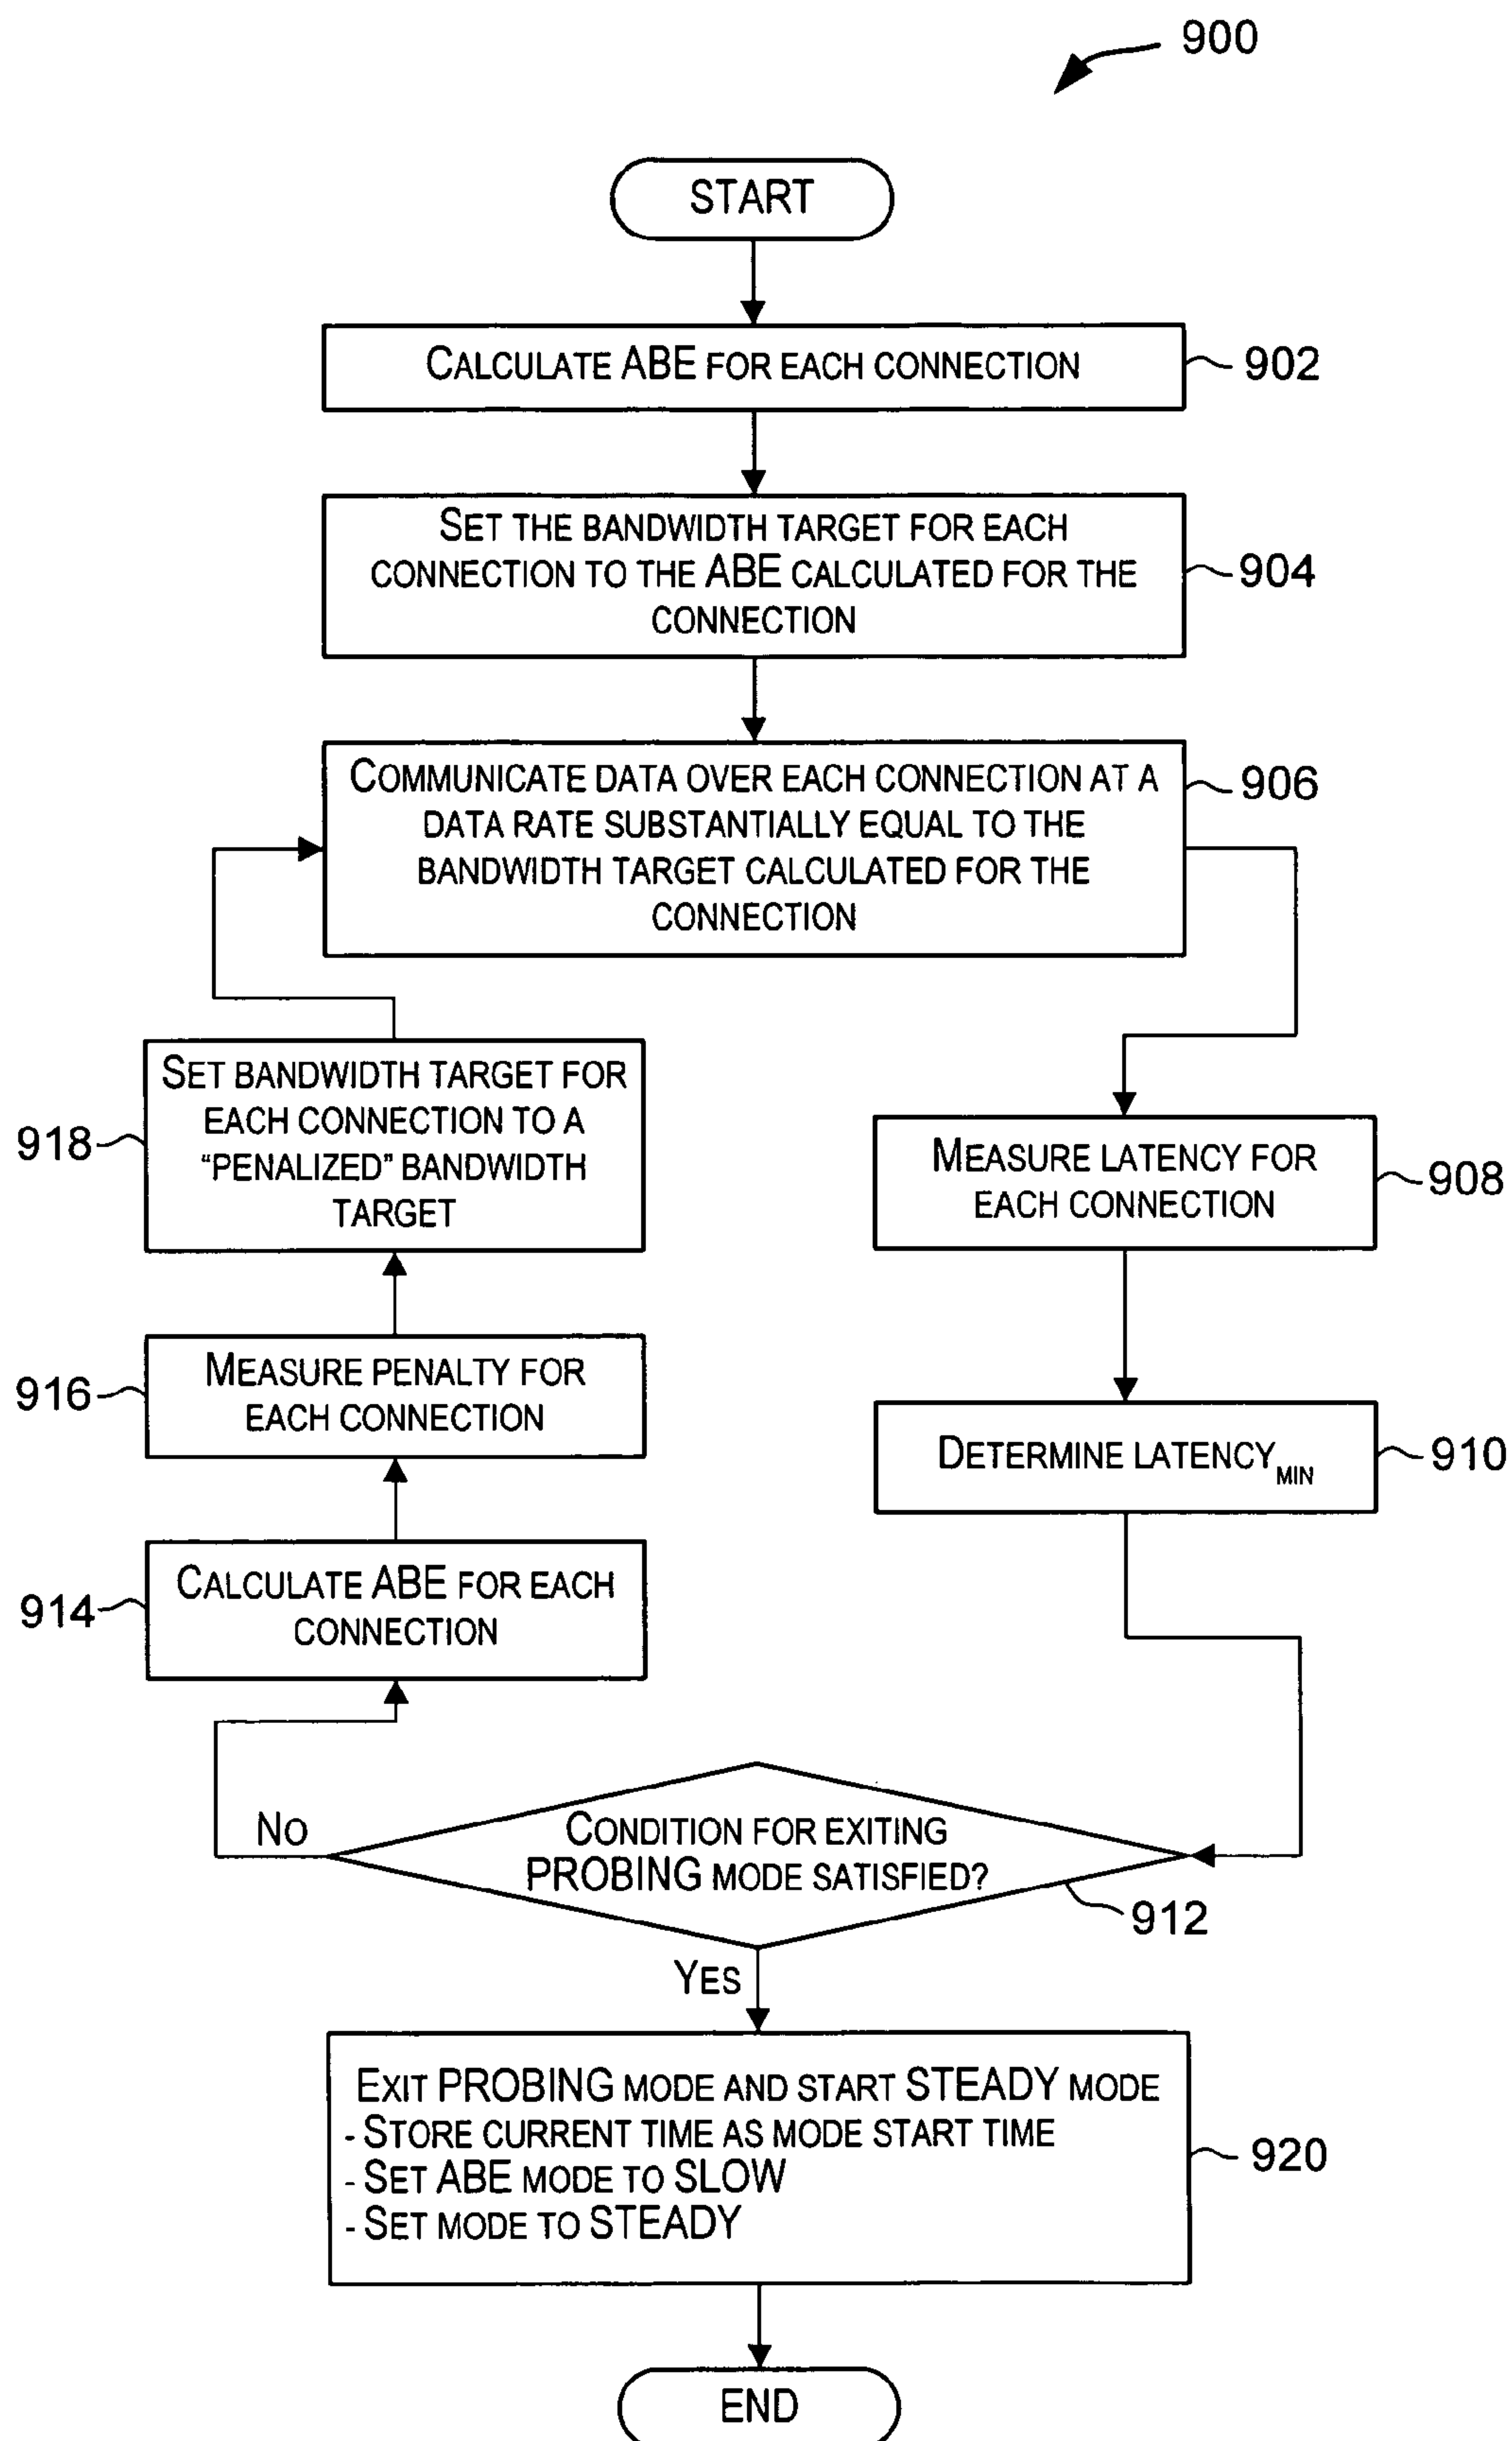 900
START
CALCULATE ABE FOR EACH CONNECTION
902
SET THE BANDWIDTH TARGET FOR EACH
CONNECTION TO THE ABE CALCULATED FOR THE
CONNECTION
904
COMMUNICATE DATA OVER EACH CONNECTION AT A
DATA RATE SUBSTANTIALLY EQUAL TO THE
BANDWIDTH TARGET CALCULATED FOR THE
CONNECTION
906
MEASURE LATENCY FOR
EACH CONNECTION
908
DETERMINE LATENCY MIN
910
CONDITION FOR EXITING
PROBING MODE SATISFIED?
912
NO
CALCULATE ABE FOR EACH
CONNECTION
914
MEASURE PENALTY FOR
EACH CONNECTION
916
SET BANDWIDTH TARGET FOR
EACH CONNECTION TO A
“PENALIZED” BANDWIDTH
TARGET
918
YES
EXIT PROBING MODE AND START STEADY MODE
- STORE CURRENT TIME AS MODE START TIME
- SET ABE MODE TO SLOW
- SET MODE TO STEADY
920
END